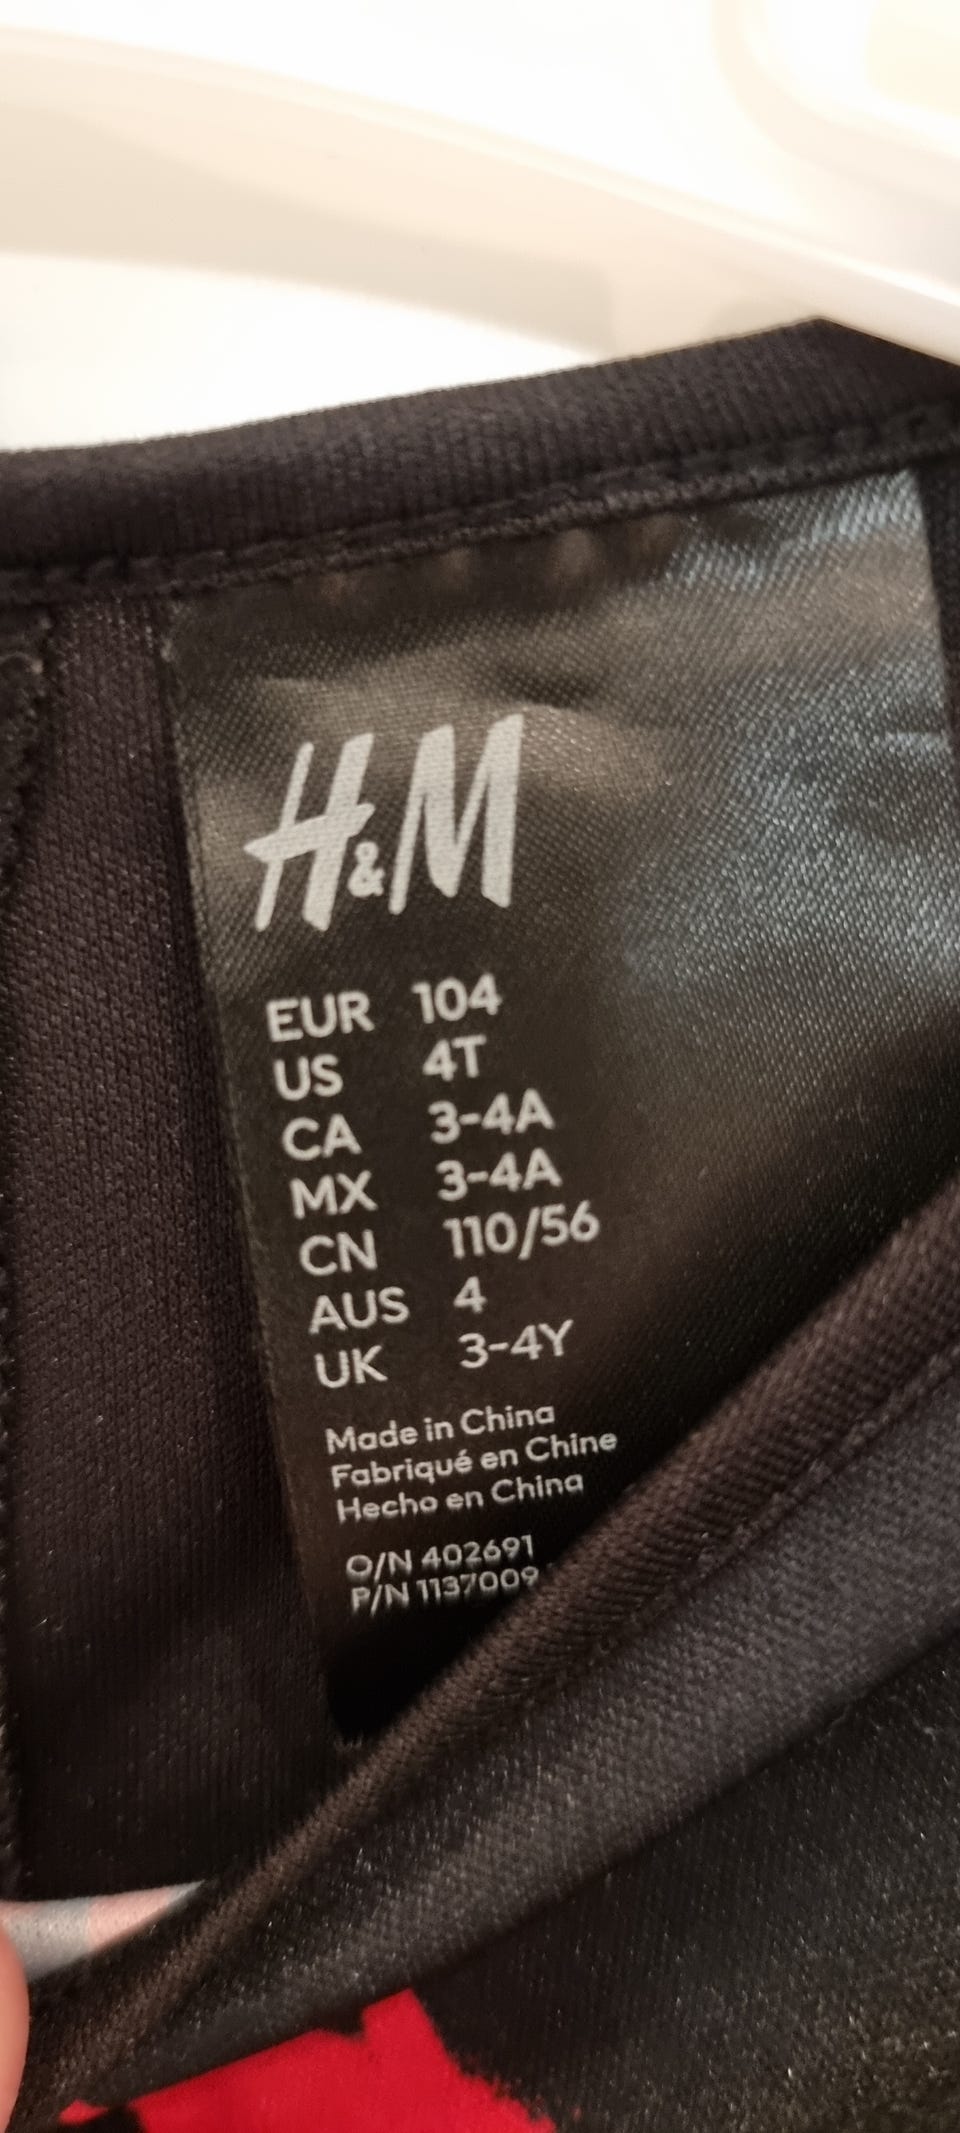 H&M
EUR 104
US 4T
CA 3-4A
MX 3-4A
CN 110/56
AUS 4
UK 3-4Y
Made in China
Fabriqué en Chine
Hecho en China
O/N 402691
P/N 1137009